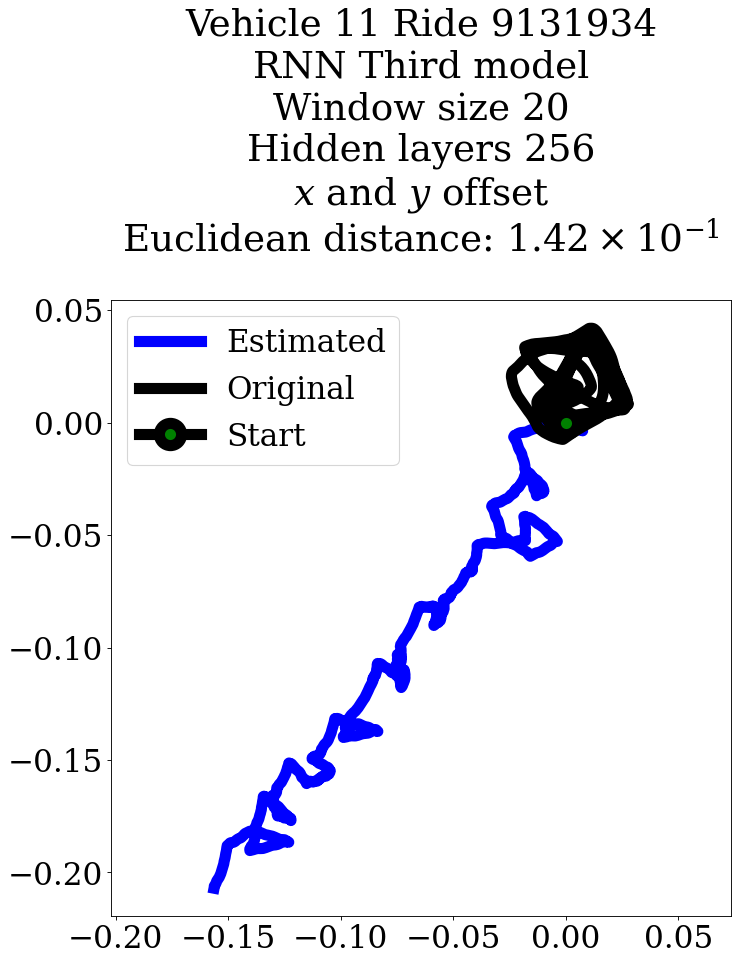 Vehicle 11 Ride 9131934
RNN Third model
Window size 20
Hidden layers 256
x and y offset
Euclidean distance: 1.42 × 10⁻¹
0.05
Estimated
Original
0.00
Start
−0.05
−0.10
−0.15
−0.20
−0.20 −0.15 −0.10 −0.05 0.00 0.05